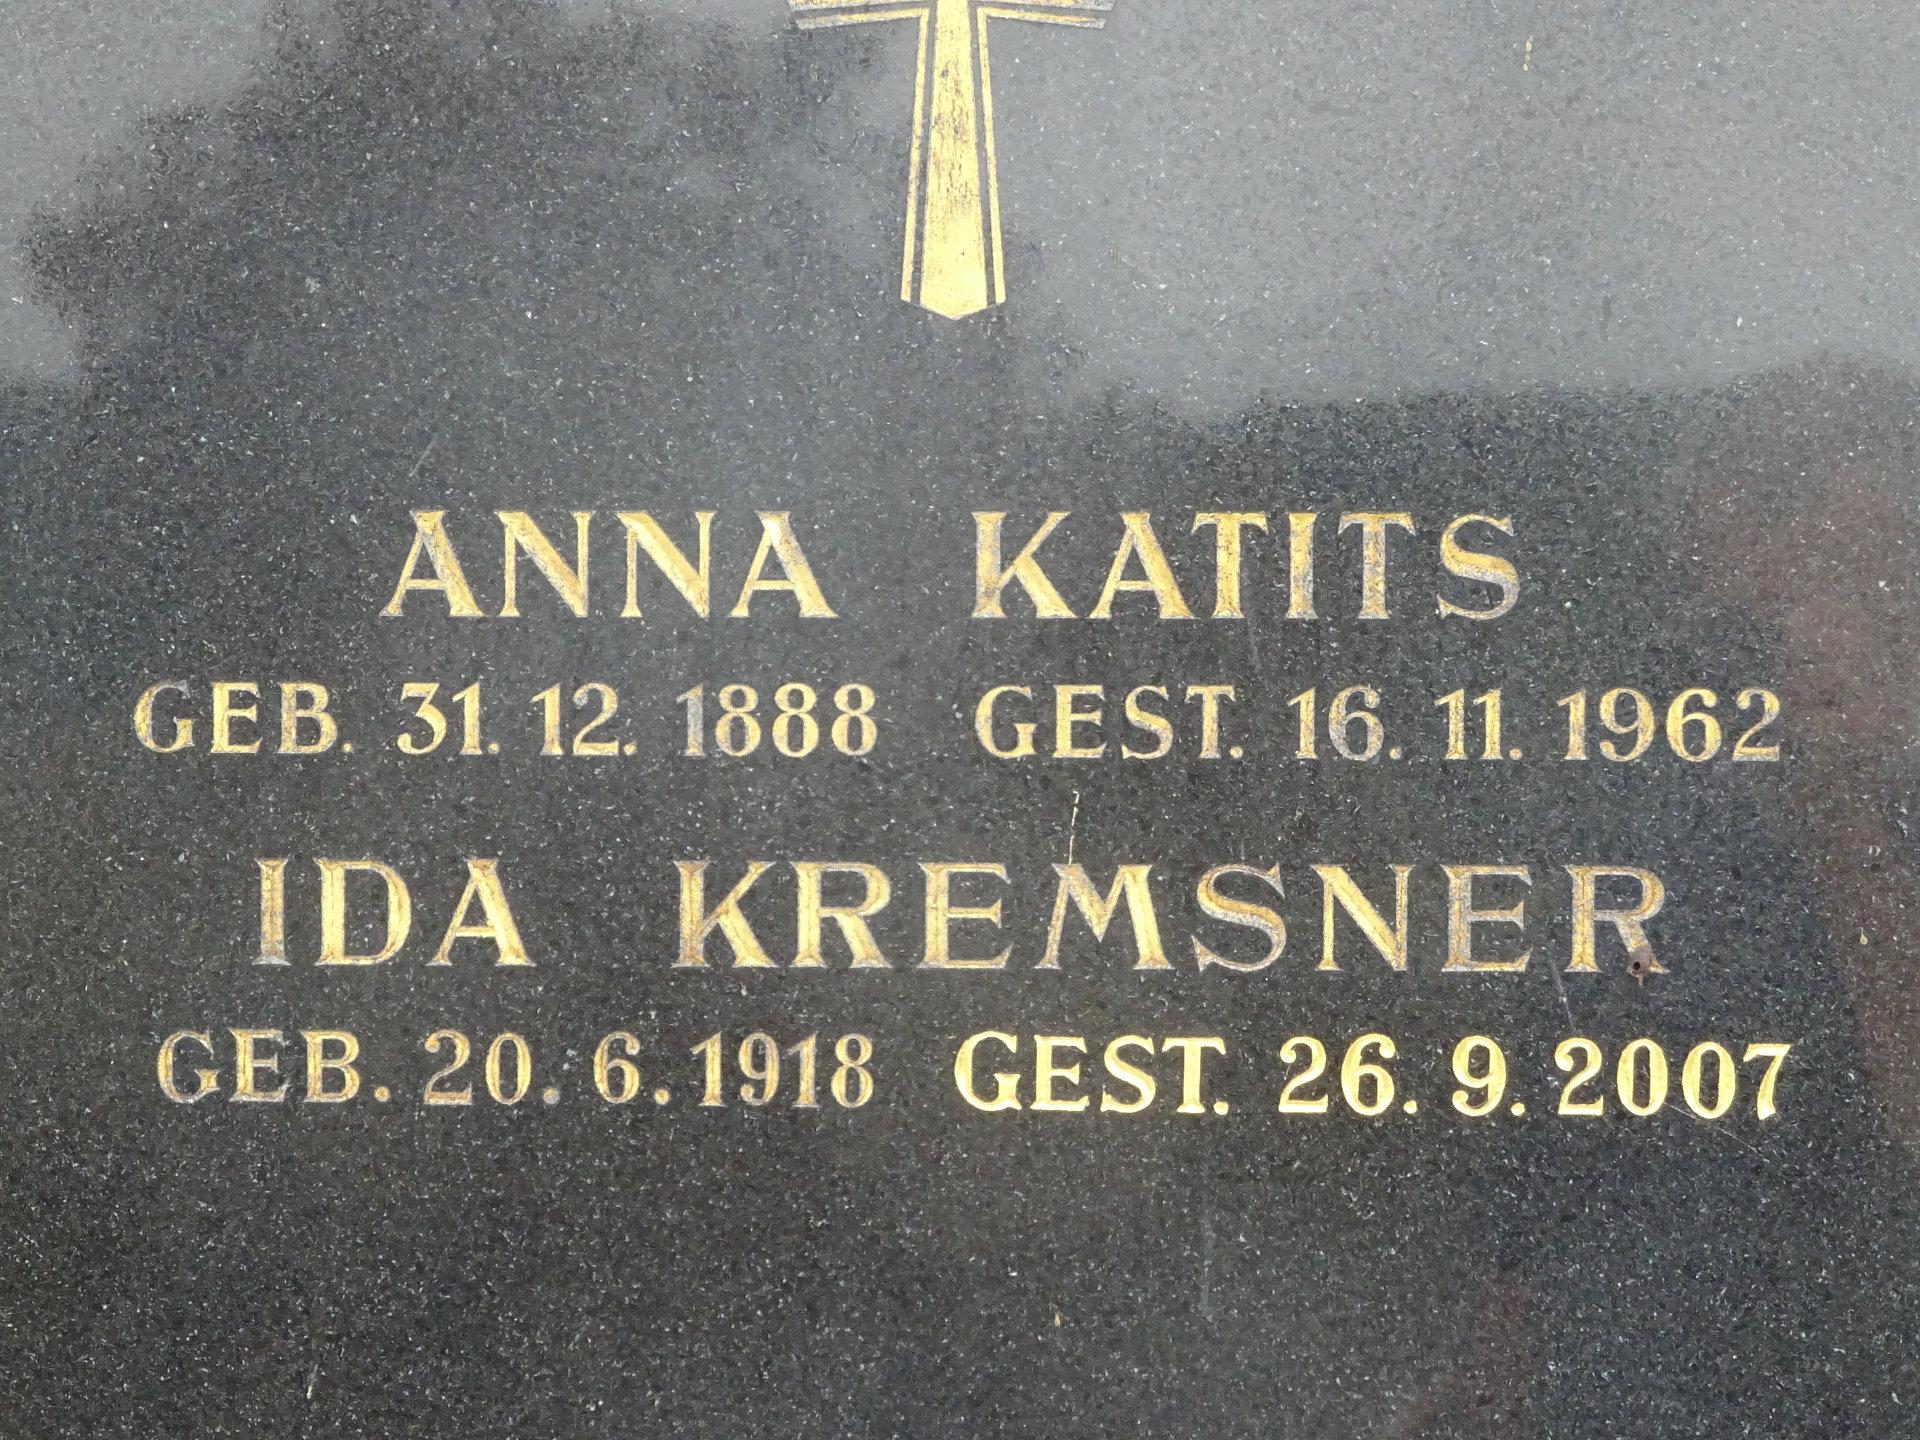 ANNA KATITS
GEB. 31. 12. 1888 GEST. 16. 11. 1962
IDA KREMSNER
GEB. 20. 6. 1918 GEST. 26. 9. 2007